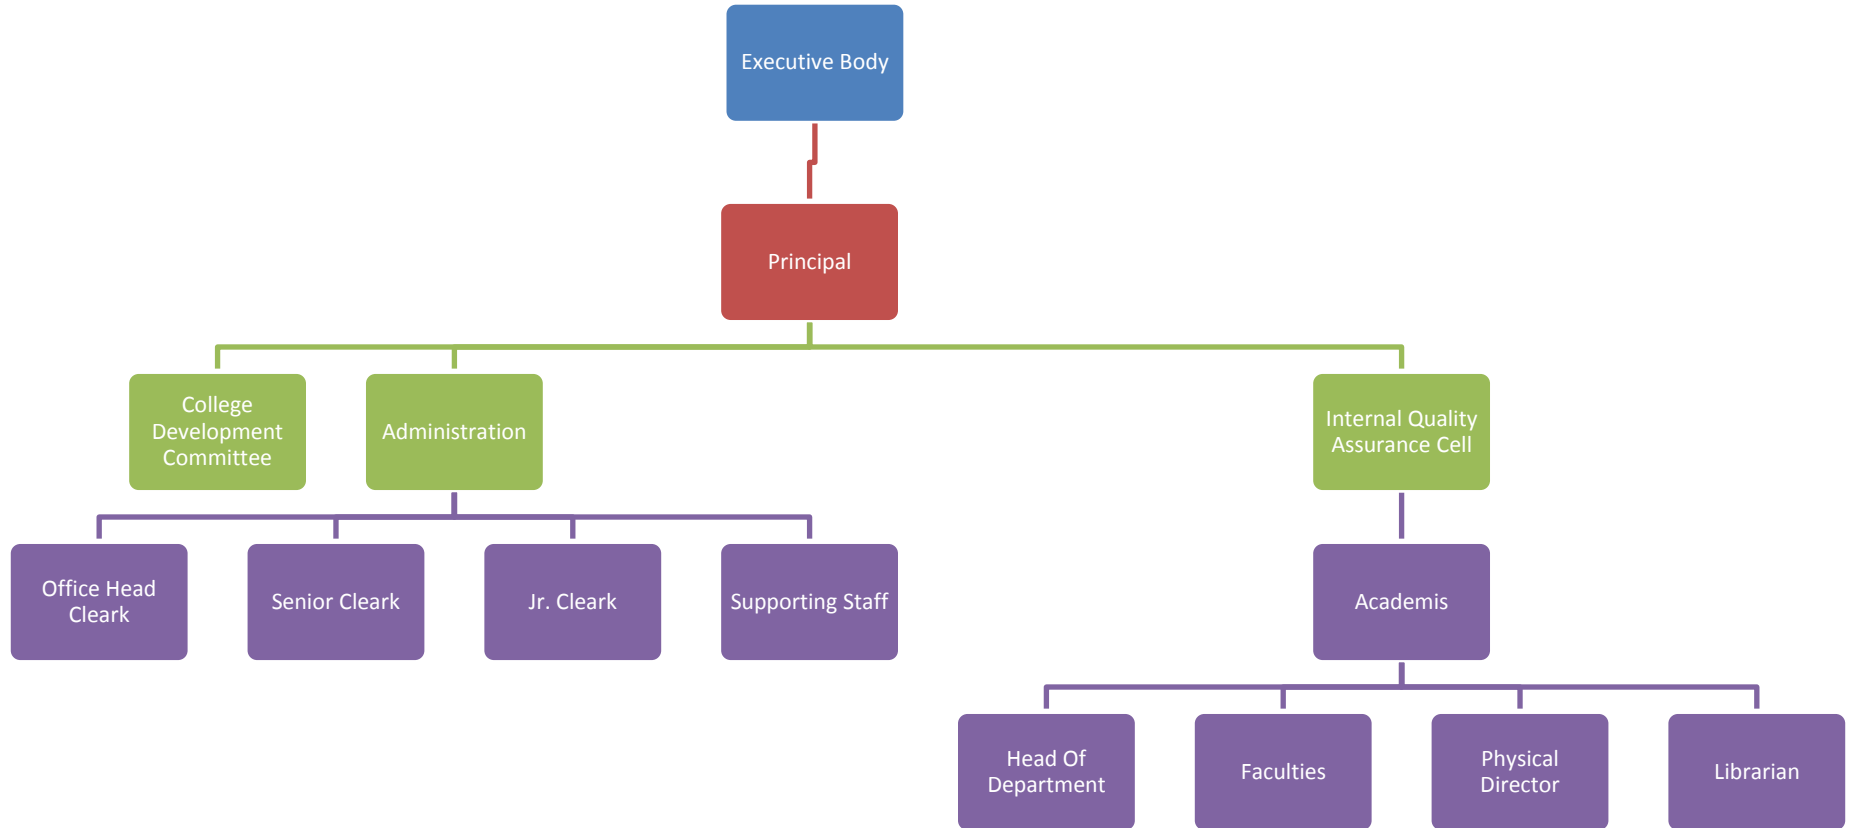 Executive Body
Principal
College
Development
Committee
Administration
Internal Quality
Assurance Cell
Office Head
Cleark
Senior Cleark
Jr. Cleark
Supporting Staff
Academis
Head Of
Department
Faculties
Physical
Director
Librarian